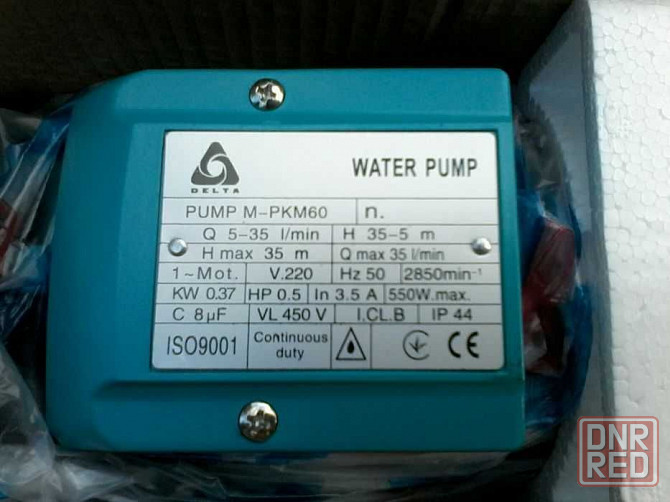 DELTA
WATER PUMP
PUMP M-PKM60 n.
Q 5-35 l/min H 35-5 m
H max 35 m Q max 35 l/min
1~Mot. V.220 Hz 50 2850min⁻¹
KW 0.37 HP 0.5 In 3.5 A 550W.max.
C 8µF VL 450 V I.CL.B IP 44
ISO9001 Continuous duty CE
DNR
RED